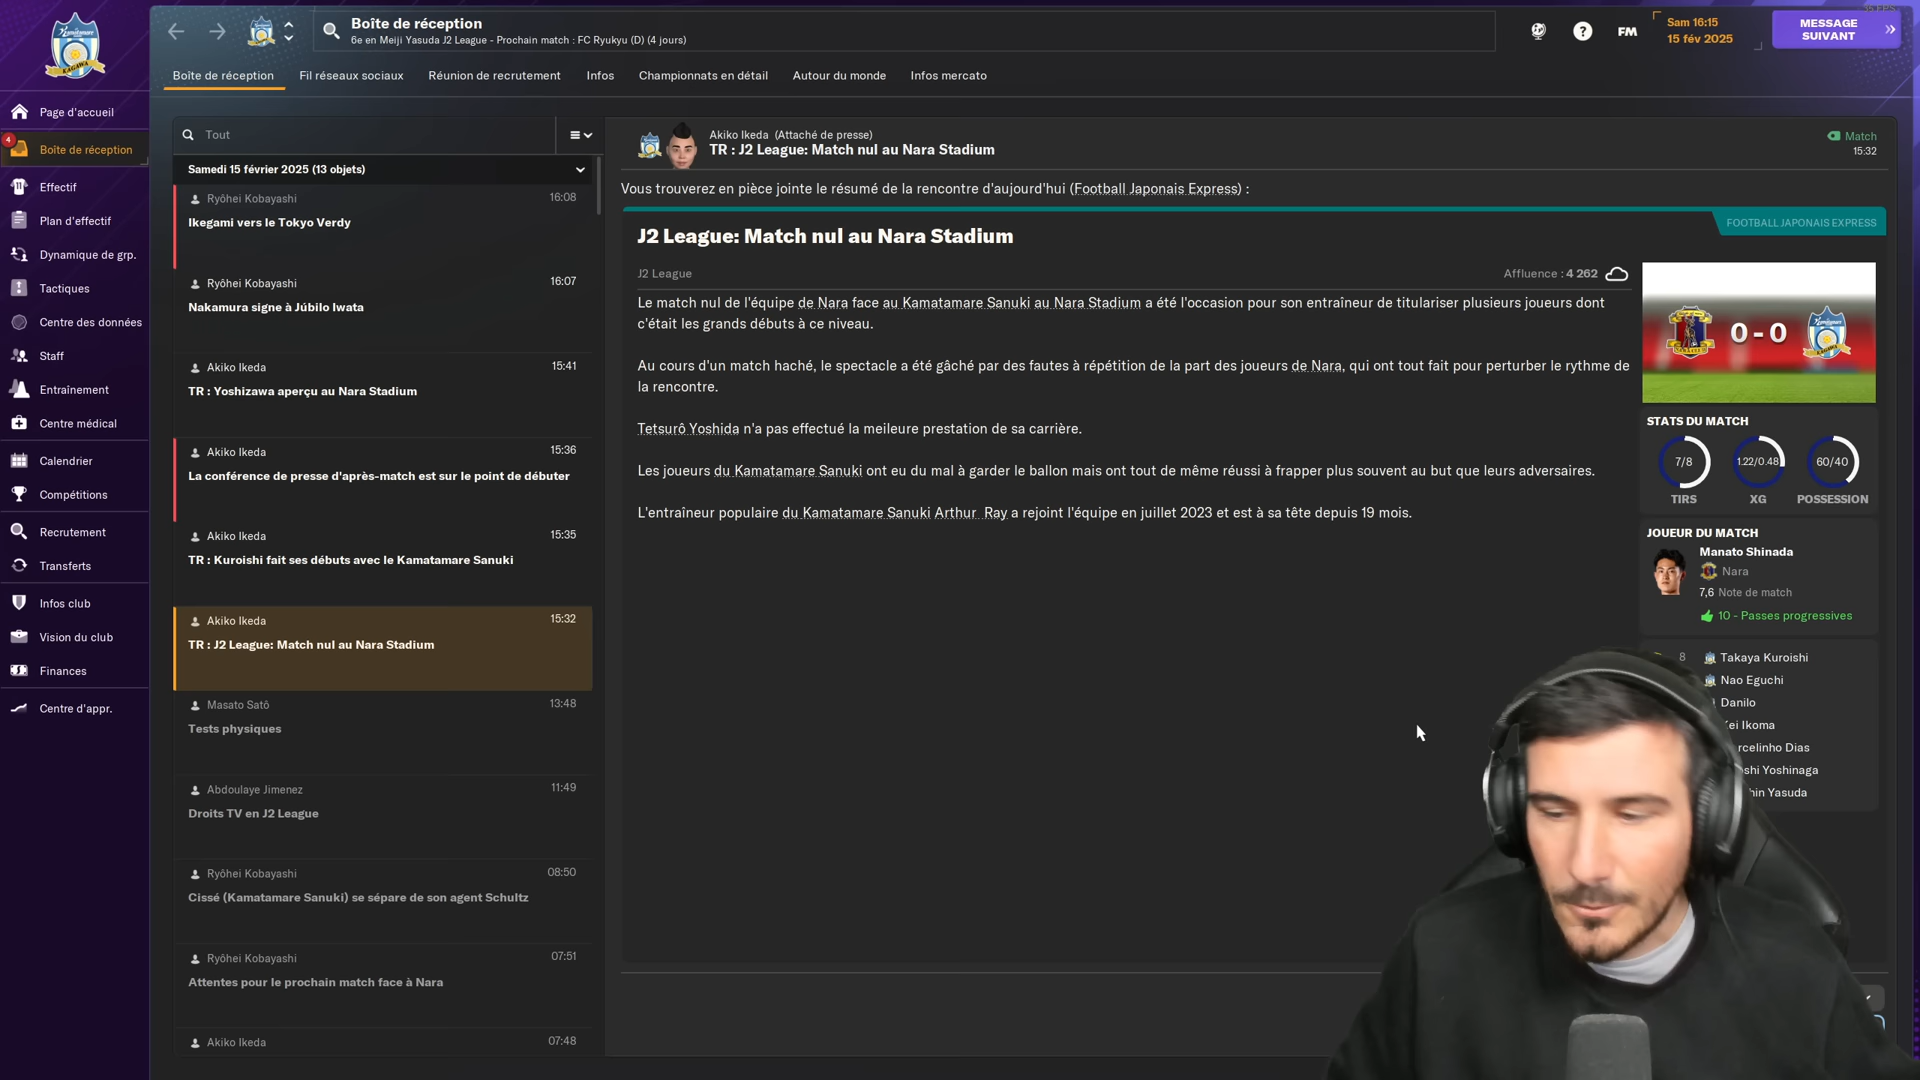 Boîte de réception
6e en Meiji Yasuda J2 League - Prochain match : FC Ryukyu (D) (4 jours)
FM
Sam 16:15
15 fév 2025
MESSAGE SUIVANT
Boîte de réception
Fil réseaux sociaux
Réunion de recrutement
Infos
Championnats en détail
Autour du monde
Infos mercato
Page d'accueil
4
Boîte de réception
Effectif
Plan d'effectif
Dynamique de grp.
Tactiques
Centre des données
Staff
Entraînement
Centre médical
Calendrier
Compétitions
Recrutement
Transferts
Infos club
Vision du club
Finances
Centre d'appr.
Tout
Samedi 15 février 2025 (13 objets)
Ryôhei Kobayashi 16:08
Ikegami vers le Tokyo Verdy
Ryôhei Kobayashi 16:07
Nakamura signe à Júbilo Iwata
Akiko Ikeda 15:41
TR : Yoshizawa aperçu au Nara Stadium
Akiko Ikeda 15:36
La conférence de presse d'après-match est sur le point de débuter
Akiko Ikeda 15:35
TR : Kuroishi fait ses débuts avec le Kamatamare Sanuki
Akiko Ikeda 15:32
TR : J2 League: Match nul au Nara Stadium
Masato Satô 13:48
Tests physiques
Abdoulaye Jimenez 11:49
Droits TV en J2 League
Ryôhei Kobayashi 08:50
Cissé (Kamatamare Sanuki) se sépare de son agent Schultz
Ryôhei Kobayashi 07:51
Attentes pour le prochain match face à Nara
Akiko Ikeda 07:48
Akiko Ikeda (Attaché de presse)
TR : J2 League: Match nul au Nara Stadium
Match
15:32
Vous trouverez en pièce jointe le résumé de la rencontre d'aujourd'hui (Football Japonais Express) :
FOOTBALL JAPONAIS EXPRESS
J2 League: Match nul au Nara Stadium
J2 League
Affluence : 4 262
Le match nul de l'équipe de Nara face au Kamatamare Sanuki au Nara Stadium a été l'occasion pour son entraîneur de titulariser plusieurs joueurs dont
c'était les grands débuts à ce niveau.
Au cours d'un match haché, le spectacle a été gâché par des fautes à répétition de la part des joueurs de Nara, qui ont tout fait pour perturber le rythme de
la rencontre.
Tetsurô Yoshida n'a pas effectué la meileure prestation de sa carrière.
Les joueurs du Kamatamare Sanuki ont eu du mal à garder le ballon mais ont tout de même réussi à frapper plus souvent au but que leurs adversaires.
L'entraîneur populaire du Kamatamare Sanuki Arthur Ray a rejoint l'équipe en juillet 2023 et est à sa tête depuis 19 mois.
0 - 0
STATS DU MATCH
7/8
1.22/0.48
60/40
TIRS
XG
POSSESSION
JOUEUR DU MATCH
Manato Shinada
Nara
7,6 Note de match
10 - Passes progressives
8
Takaya Kuroishi
Nao Eguchi
Danilo
Ikoma
Dias
Yoshinaga
Yasuda
KAGAWA